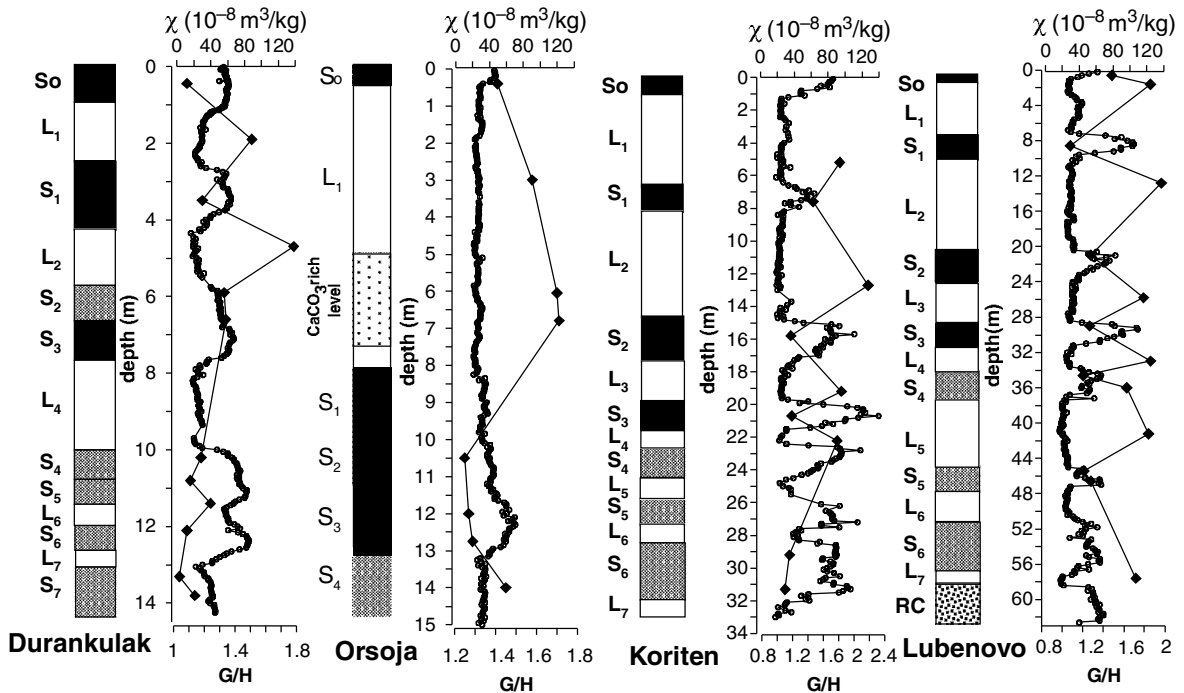 χ (10⁻⁸ m³/kg)
0 40 80 120
So
L₁
S₁
L₂
S₂
S₃
L₄
S₄
S₅
L₆
S₆
L₇
S₇
depth (m)
0
2
4
6
8
10
12
14
Durankulak
1 1.4 1.8
G/H
χ (10⁻⁸ m³/kg)
0 40 80 120
So
L₁
CaCO₃rich
level
S₁
S₂
S₃
S₄
depth (m)
0
0.5
1
2
3
4
5
6
7
8
9
10
11
12
13
14
15
Orsoja
1.2 1.4 1.6 1.8
G/H
χ (10⁻⁸ m³/kg)
0 40 80 120
So
L₁
S₁
L₂
S₂
L₃
S₃
L₄
S₄
L₅
S₅
L₆
S₆
L₇
depth (m)
0
2
4
6
8
10
12
14
16
18
20
22
24
26
28
30
32
34
Koriten
0.8 1.2 1.6 2 2.4
G/H
χ (10⁻⁸ m³/kg)
0 40 80 120
So
L₁
S₁
L₂
S₂
L₃
S₃
L₄
S₄
L₅
S₅
L₆
S₆
L₇
RC
depth (m)
0
4
8
12
16
20
24
28
32
36
40
44
48
52
56
60
Lubenovo
0.8 1.2 1.6 2
G/H